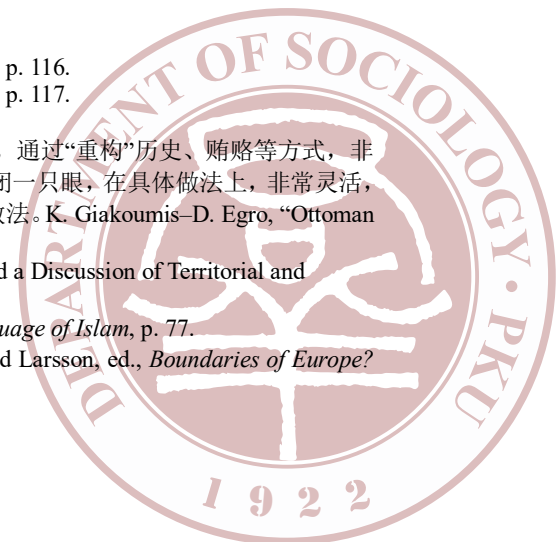 p. 116.
p. 117.
通过“重构”历史、贿赂等方式，非
闭一只眼，在具体做法上，非常灵活，
法。K. Giakoumis–D. Egro, “Ottoman
d a Discussion of Territorial and
guage of Islam, p. 77.
d Larsson, ed., Boundaries of Europe?
DEPARTMENT OF SOCIOLOGY · PKU
1922